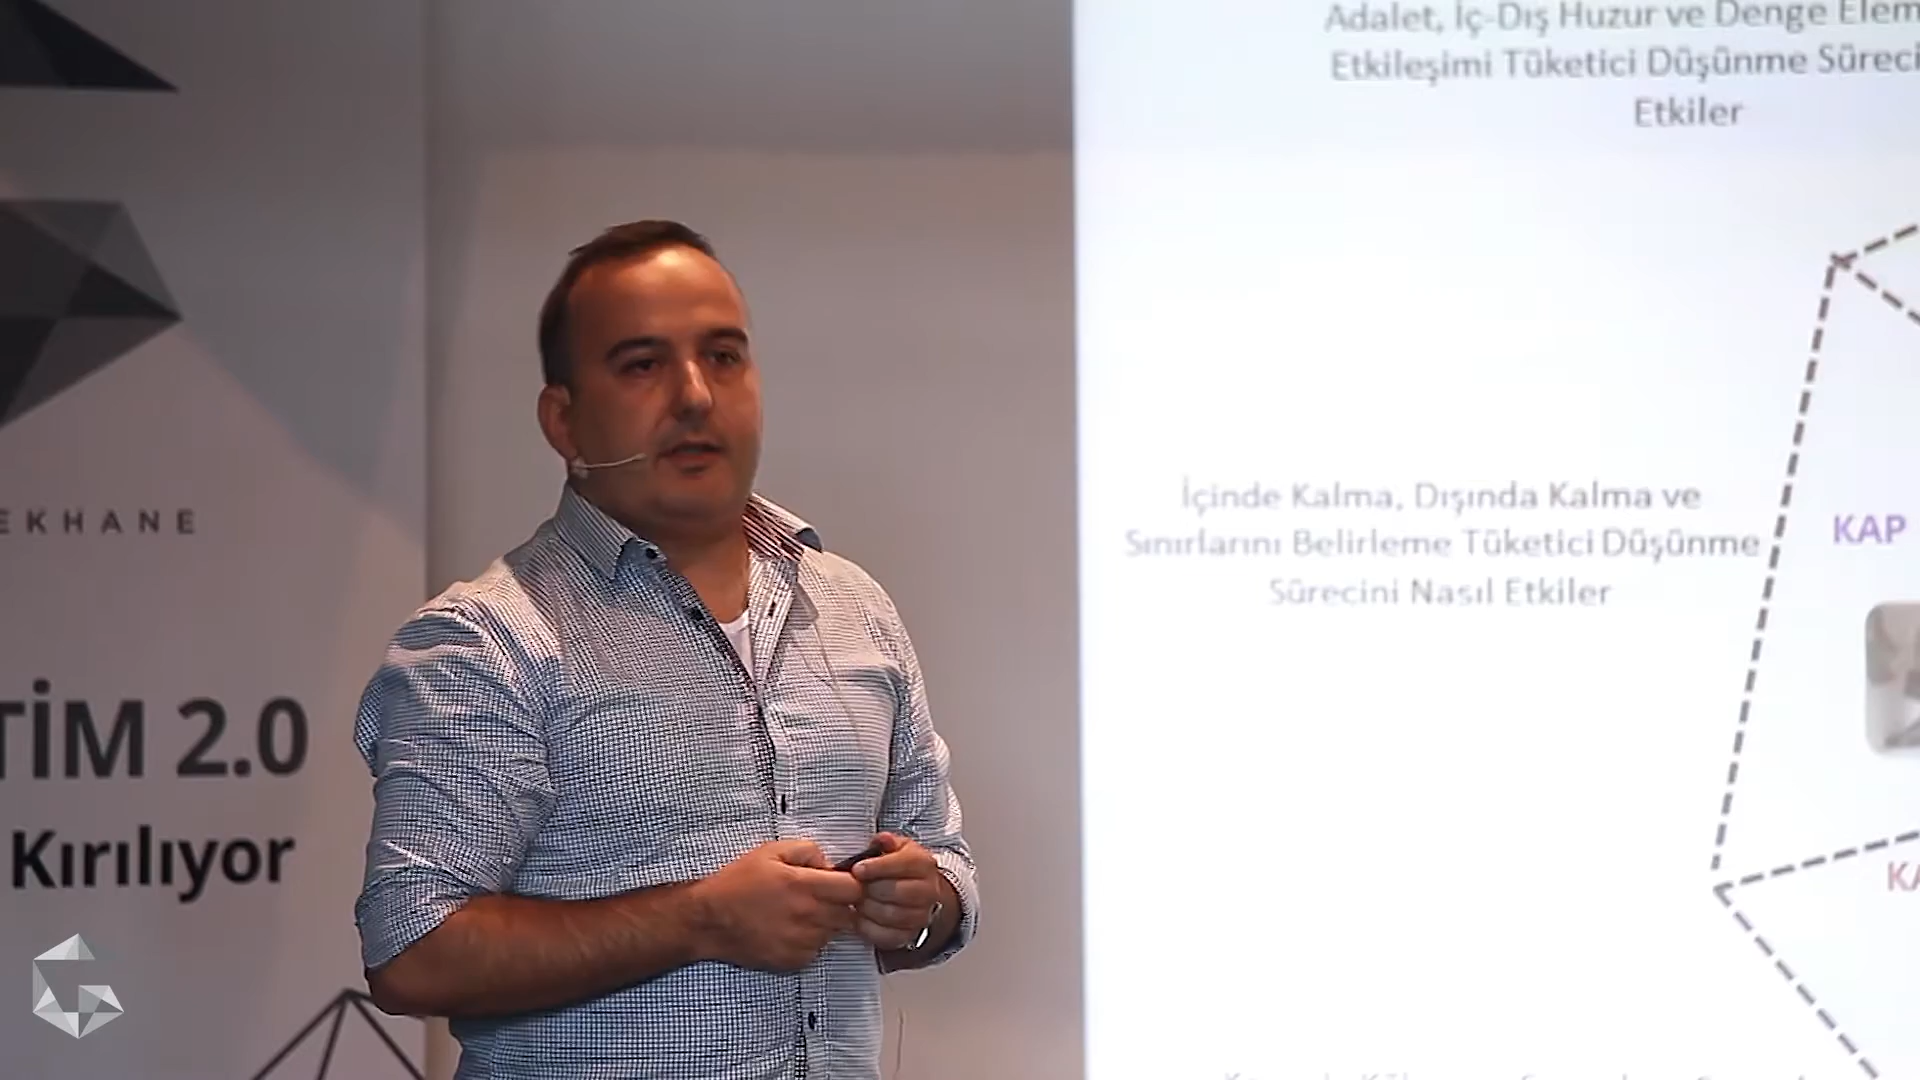 EKHANE
TİM 2.0
Kırılıyor
Adalet, İç-Dış Huzur ve Denge Elem
Etkileşimi Tüketici Düşünme Süreci
Etkiler
İçinde Kalma, Dışında Kalma ve
Sınırlarını Belirleme Tüketici Düşünme
Sürecini Nasıl Etkiler
KAP
KA